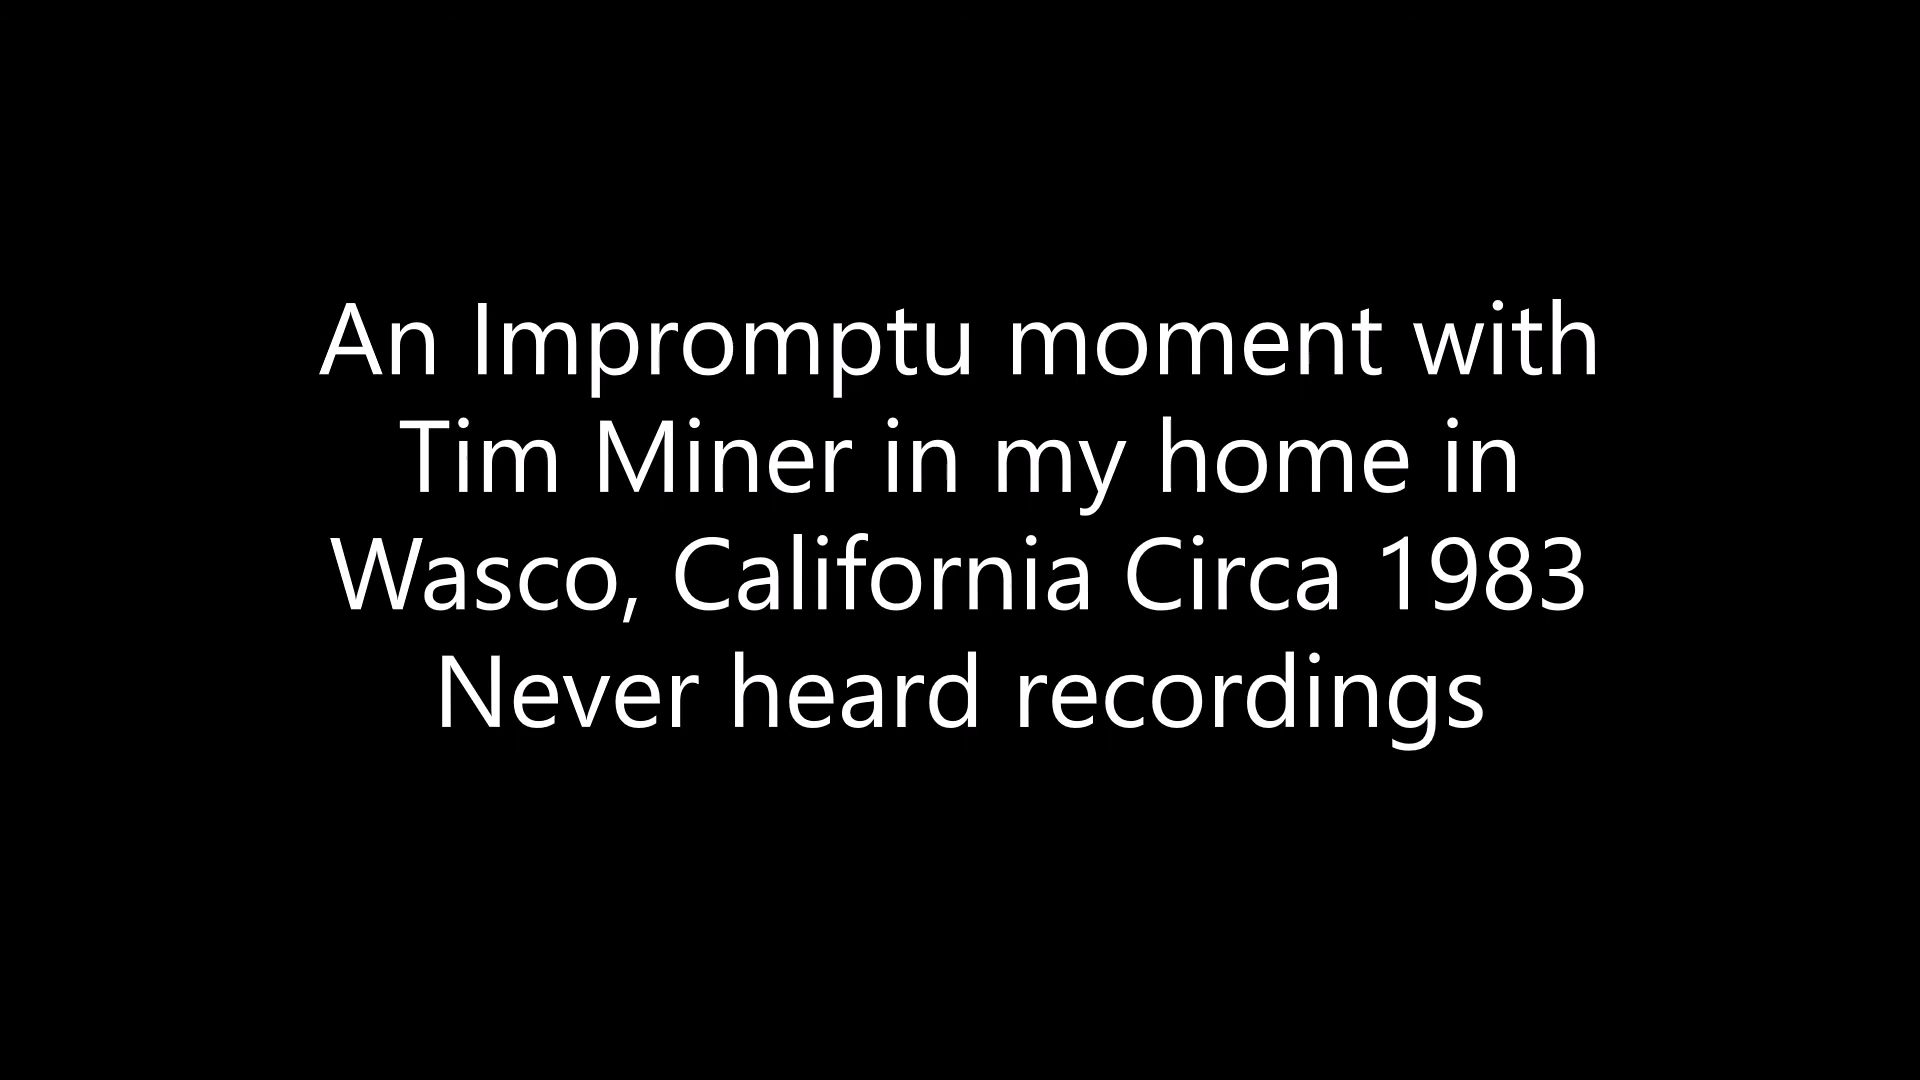 An Impromptu moment with
Tim Miner in my home in
Wasco, California Circa 1983
Never heard recordings